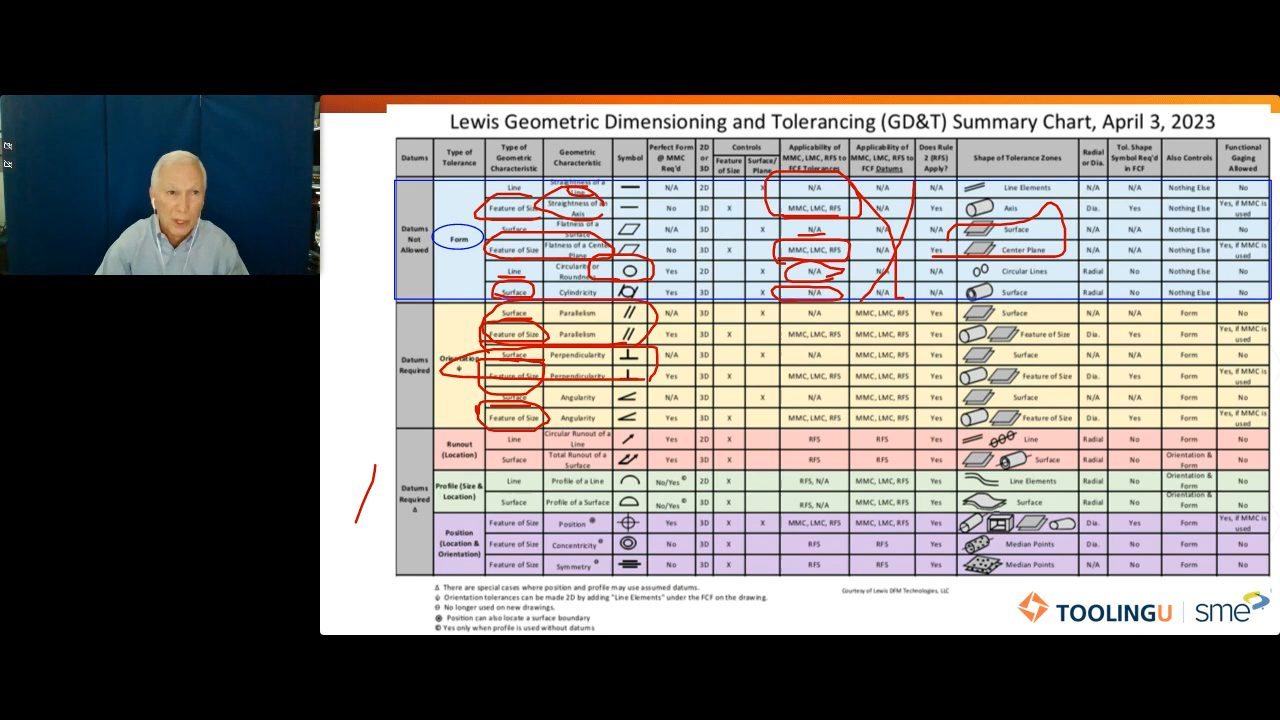 Lewis Geometric Dimensioning and Tolerancing (GD&T) Summary Chart, April 3, 2023
Datums Type of Tolerance Type of Geometric Characteristic Geometric Characteristic Symbol Perfect Form @ MMC Req'd 2D or 3D Controls Feature of Size Surface/ Plane Applicability of MMC, LMC, RFS to FCF Tolerances Applicability of MMC, LMC, RFS to FCF Datums Does Rule 2 (RFS) Apply? Shape of Tolerance Zones Radial or Dia. Tol. Shape Symbol Req'd in FCF Also Controls Functional Gaging Allowed
Datums Not Allowed
Form
Line Straightness of a Line N/A 2D X N/A N/A N/A Line Elements N/A N/A Nothing Else No
Feature of Size Straightness of an Axis No 3D X MMC, LMC, RFS N/A Yes Axis Dia. Yes Nothing Else Yes, if MMC is used
Surface Flatness of a Surface N/A 3D X N/A N/A N/A Surface N/A N/A Nothing Else No
Feature of Size Flatness of a Center Plane No 3D X MMC, LMC, RFS N/A Yes Center Plane N/A No Nothing Else Yes, if MMC is used
Line Circularity or Roundness Yes 2D X N/A N/A N/A Circular Lines Radial No Nothing Else No
Surface Cylindricity Yes 3D X N/A N/A N/A Surface Radial No Nothing Else No
Datums Required
Orientation ψ
Surface Parallelism // N/A 3D X N/A MMC, LMC, RFS Yes Surface N/A N/A Form No
Feature of Size Parallelism // Yes 3D X MMC, LMC, RFS MMC, LMC, RFS Yes Feature of Size Dia. Yes Form Yes, if MMC is used
Surface Perpendicularity ⊥ N/A 3D X N/A MMC, LMC, RFS Yes Surface N/A N/A Form No
Feature of Size Perpendicularity ⊥ Yes 3D X MMC, LMC, RFS MMC, LMC, RFS Yes Feature of Size Dia. Yes Form Yes, if MMC is used
Surface Angularity ∠ N/A 3D X N/A MMC, LMC, RFS Yes Surface N/A N/A Form No
Feature of Size Angularity ∠ Yes 3D X MMC, LMC, RFS MMC, LMC, RFS Yes Feature of Size Dia. Yes Form Yes, if MMC is used
Datums Required Δ
Runout (Location)
Line Circular Runout of a Line Yes 2D X RFS RFS Yes Line Radial No Form No
Surface Total Runout of a Surface Yes 3D X RFS RFS Yes Surface Radial No Orientation & Form No
Profile (Size & Location)
Line Profile of a Line No/Yes © 2D X RFS, N/A MMC, LMC, RFS Yes Line Elements Radial No Orientation & Form No
Surface Profile of a Surface No/Yes © 3D X RFS, N/A MMC, LMC, RFS Yes Surface Radial No Orientation & Form No
Position (Location & Orientation)
Feature of Size Position Yes 3D X X MMC, LMC, RFS MMC, LMC, RFS Yes Dia. Yes Form Yes, if MMC is used
Feature of Size Concentricity No 3D X RFS RFS Yes Median Points Dia. No Form No
Feature of Size Symmetry No 3D X RFS RFS Yes Median Points N/A No Form No
Δ There are special cases where position and profile may use assumed datums.
ψ Orientation tolerances can be made 2D by adding "Line Elements" under the FCF on the drawing.
Θ No longer used on new drawings.
Position can also locate a surface boundary
© Yes only when profile is used without datums
Courtesy of Lewis DFM Technologies, LLC
TOOLINGU sme